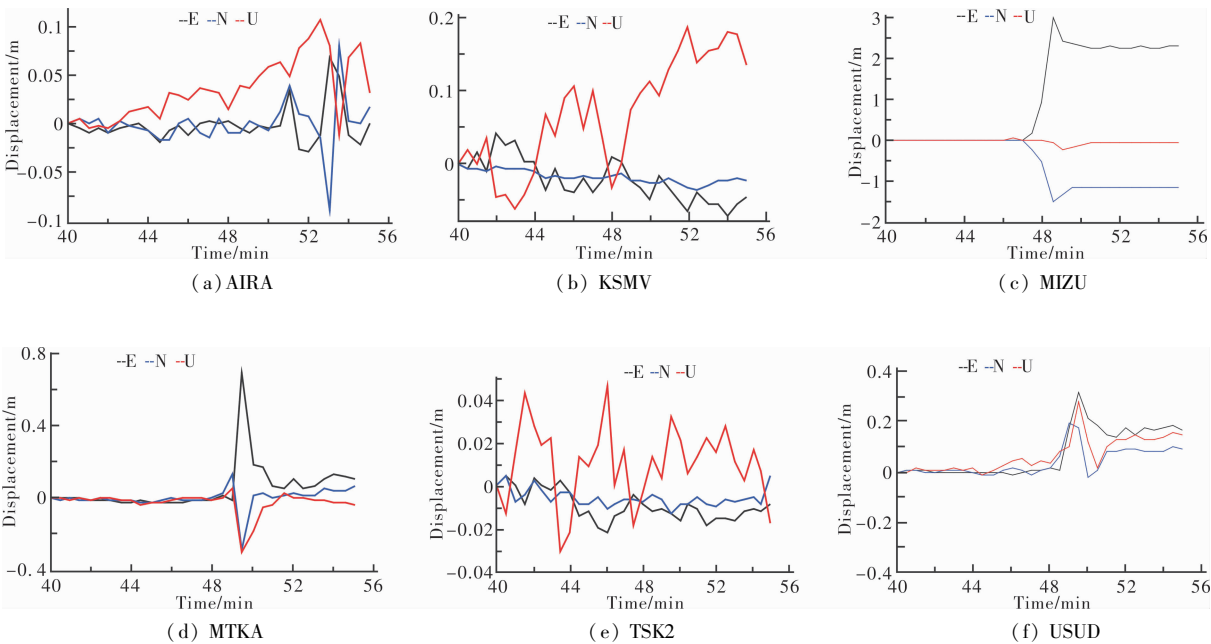 --E --N --U
Displacement/m
0.1
0.05
0
−0.05
−0.1
40 44 48 52 56
Time/min
(a)AIRA
--E --N --U
Displacement/m
0.2
0.1
0
−0.1
40 44 48 52 56
Time/min
(b) KSMV
--E --N --U
Displacement/m
3
2
1
0
−1
−2
40 44 48 52 56
Time/min
(c) MIZU
--E --N --U
Displacement/m
0.8
0.4
0
−0.4
40 44 48 52 56
Time/min
(d) MTKA
--E --N --U
Displacement/m
0.04
0.02
0
−0.02
−0.04
40 44 48 52 56
Time/min
(e) TSK2
--E --N --U
Displacement/m
0.4
0.2
0
−0.2
−0.4
40 44 48 52 56
Time/min
(f) USUD